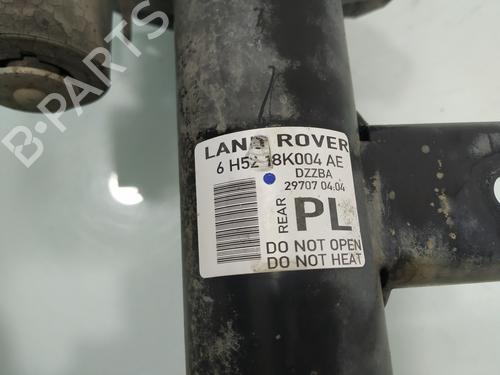 B-PARTS
LAND ROVER
6 H52 18K004 AE
DZZBA
29707 04.04
REAR PL
DO NOT OPEN
DO NOT HEAT